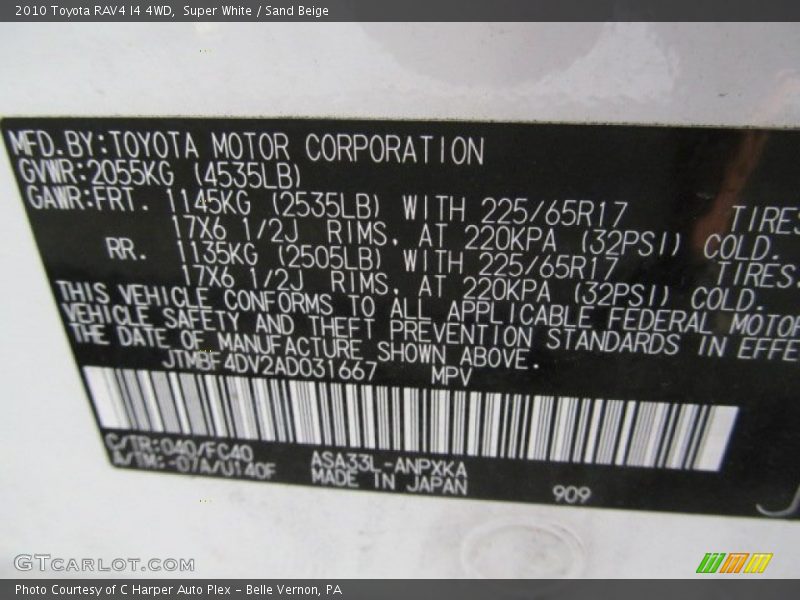 2010 Toyota RAV4 I4 4WD, Super White / Sand Beige
MFD.BY:TOYOTA MOTOR CORPORATION
GVWR:2055KG (4535LB)
GAWR:FRT. 1145KG (2535LB) WITH 225/65R17 TIRES
17X6 1/2J RIMS, AT 220KPA (32PSI) COLD.
RR. 1135KG (2505LB) WITH 225/65R17 TIRES
17X6 1/2J RIMS, AT 220KPA (32PSI) COLD.
THIS VEHICLE CONFORMS TO ALL APPLICABLE FEDERAL MOTOR
VEHICLE SAFETY AND THEFT PREVENTION STANDARDS IN EFFE
THE DATE OF MANUFACTURE SHOWN ABOVE.
JTMBF4DV2AD031667 MPV
C/TR:040/FC40 ASA33L-ANPXKA
A/TM:-07A/U140F MADE IN JAPAN 909
GTCARLOT.COM
Photo Courtesy of C Harper Auto Plex - Belle Vernon, PA